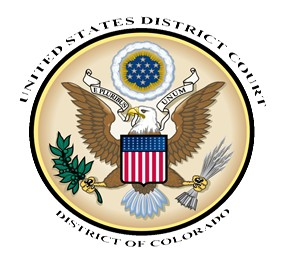 UNITED STATES DISTRICT COURT
E PLURIBUS UNUM
DISTRICT OF COLORADO